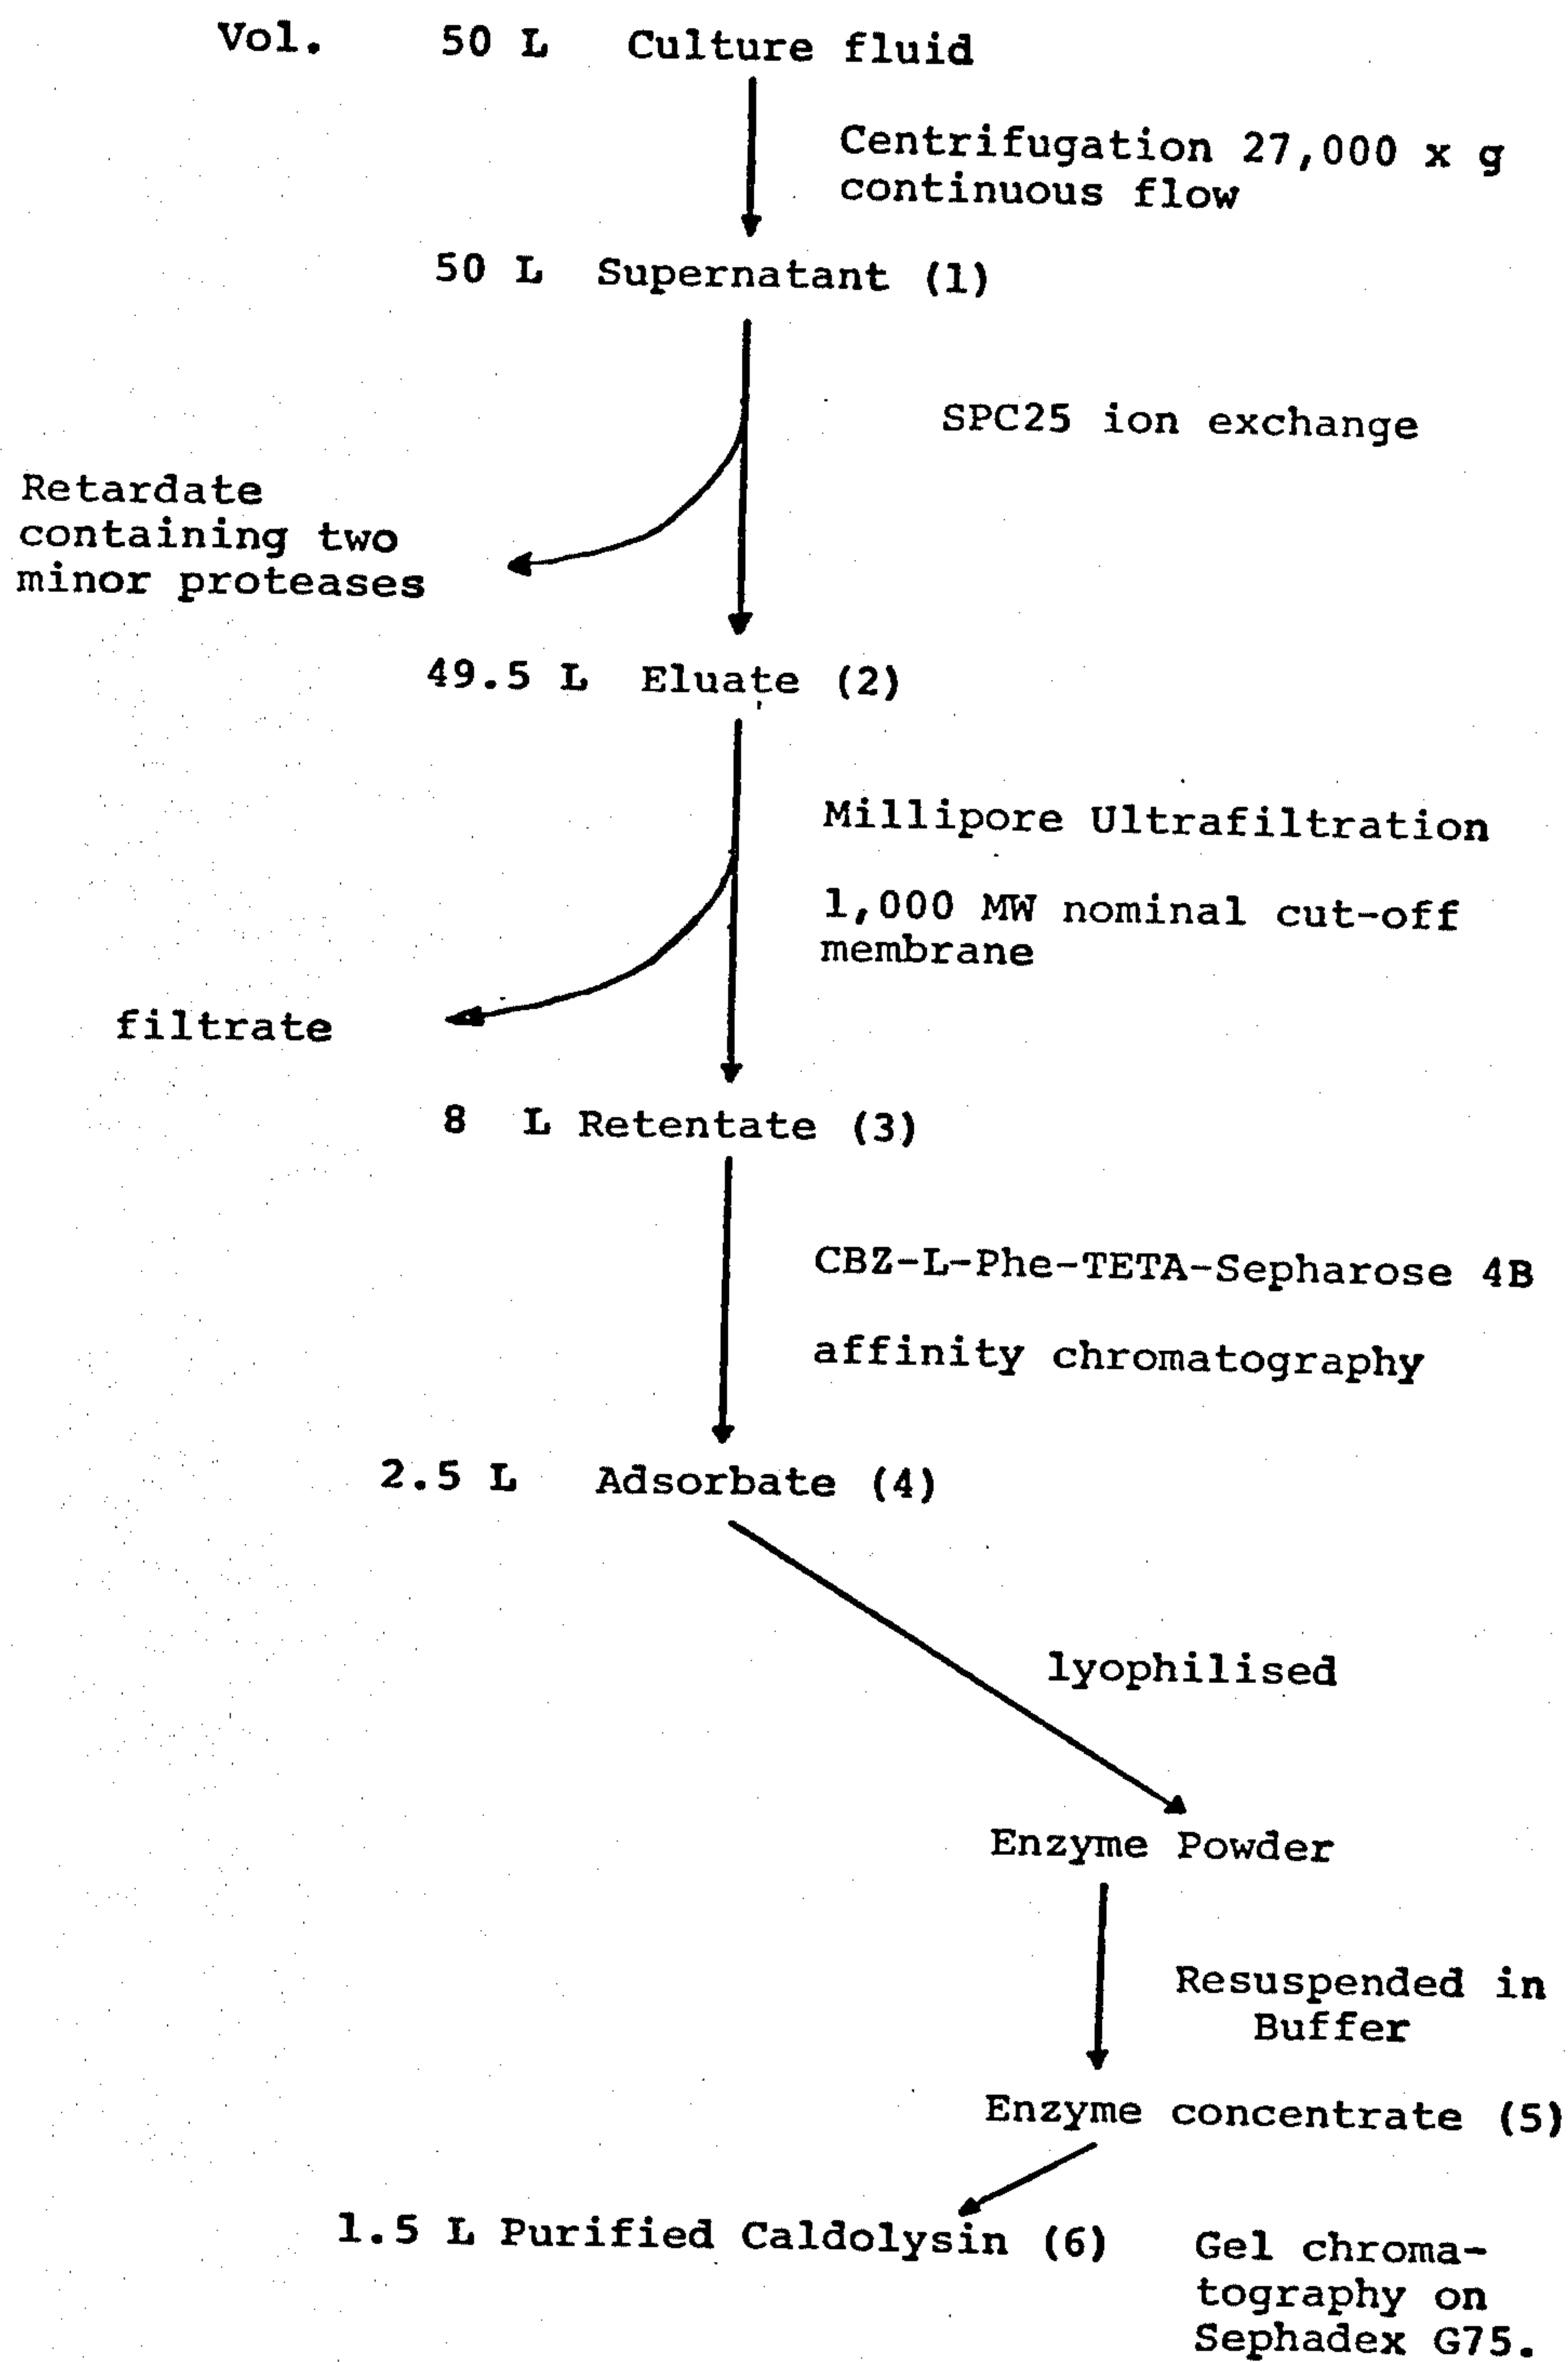 Vol. 50 L Culture fluid
Centrifugation 27,000 x g
continuous flow
50 L Supernatant (1)
SPC25 ion exchange
Retardate
containing two
minor proteases
49.5 L Eluate (2)
Millipore Ultrafiltration
1,000 MW nominal cut-off
membrane
filtrate
8 L Retentate (3)
CBZ-L-Phe-TETA-Sepharose 4B
affinity chromatography
2.5 L Adsorbate (4)
lyophilised
Enzyme Powder
Resuspended in
Buffer
Enzyme concentrate (5)
1.5 L Purified Caldolysin (6)
Gel chroma-
tography on
Sephadex G75.